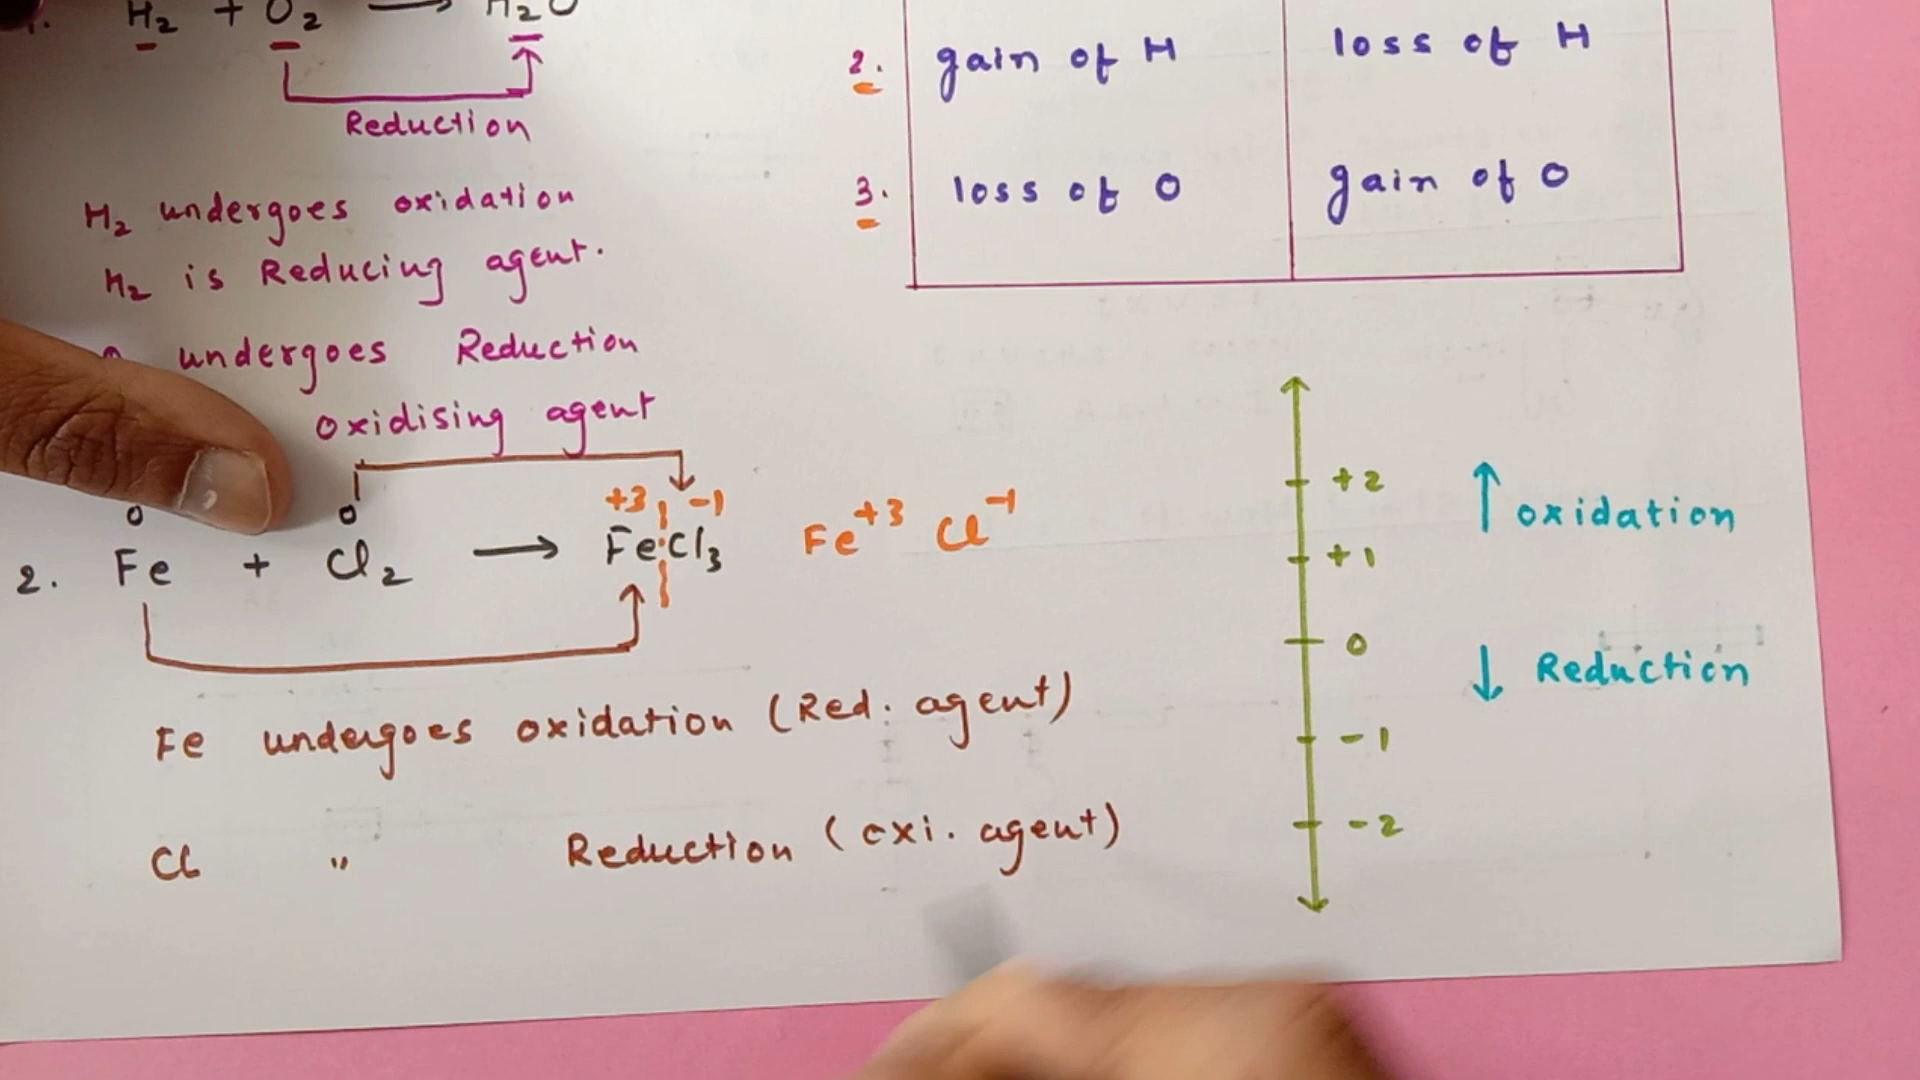 H₂ + O₂ → H₂O
Reduction
H₂ undergoes oxidation
H₂ is Reducing agent.
undergoes Reduction
oxidising agent
2. gain of H loss of H
3. loss of O gain of O
0 0 +3 -1
2. Fe + Cl₂ → FeCl₃ Fe⁺³ Cl⁻¹
Fe undergoes oxidation (Red. agent)
Cl " Reduction (oxi. agent)
+2
↑ oxidation
+1
0
↓ Reduction
-1
-2